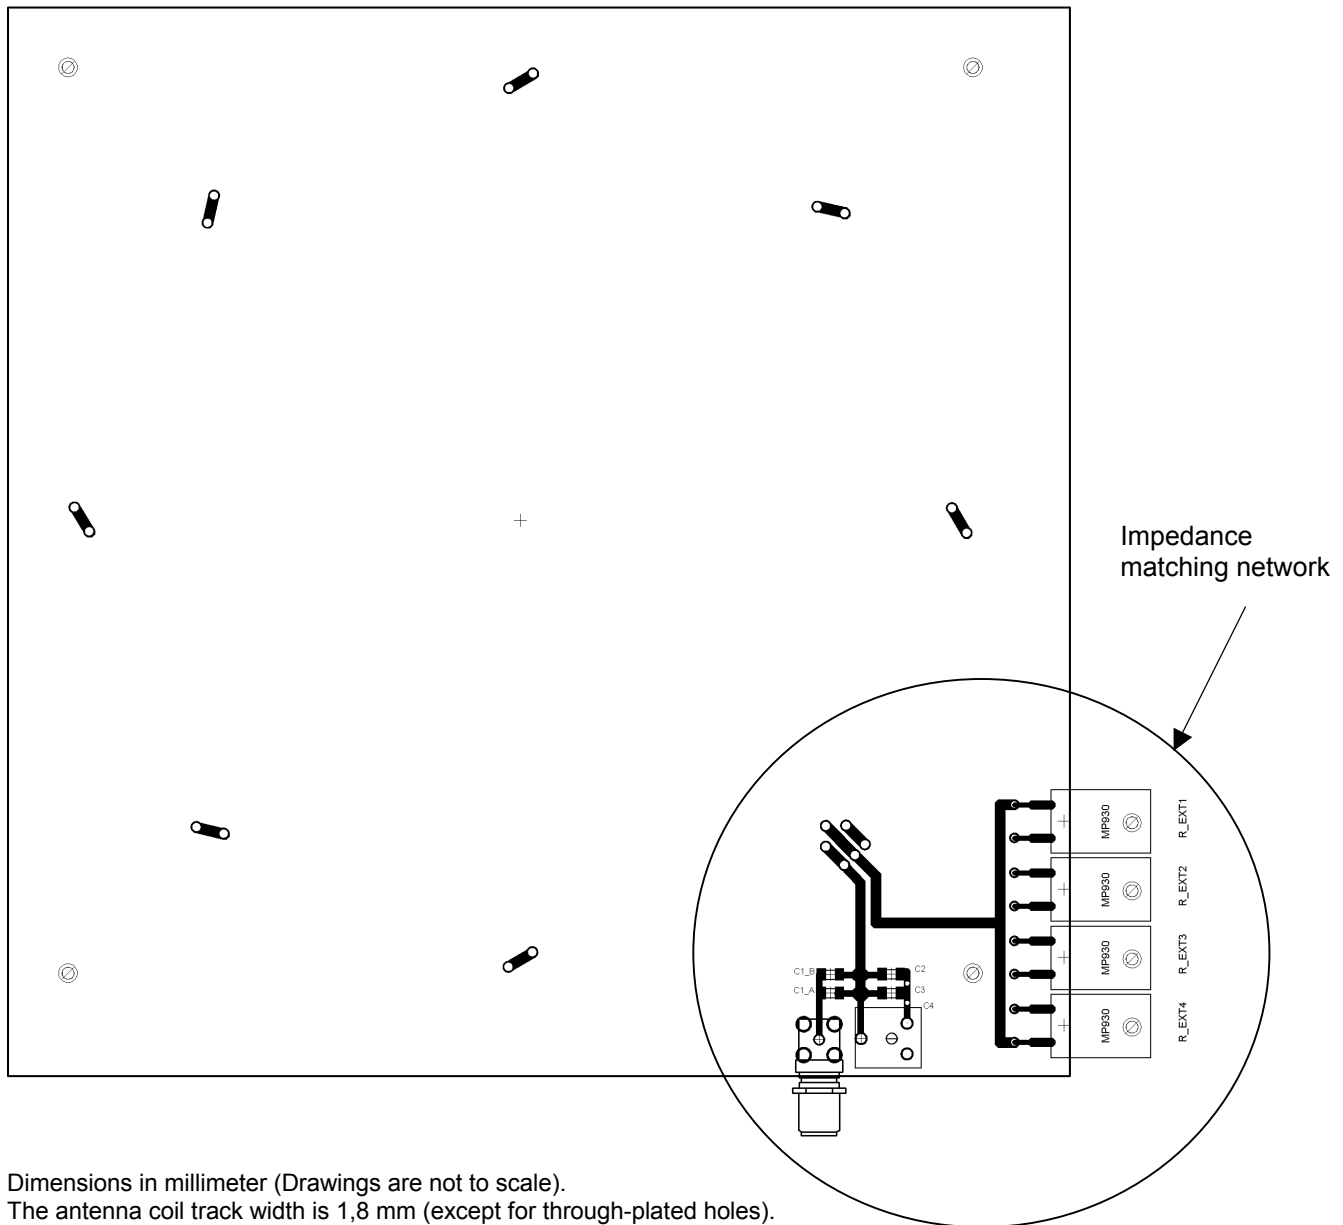 Impedance
matching network
MP930
R_EXT1
MP930
R_EXT2
MP930
R_EXT3
MP930
R_EXT4
C1_B
C2
C1_A
C3
C4
Dimensions in millimeter (Drawings are not to scale).
The antenna coil track width is 1,8 mm (except for through-plated holes).